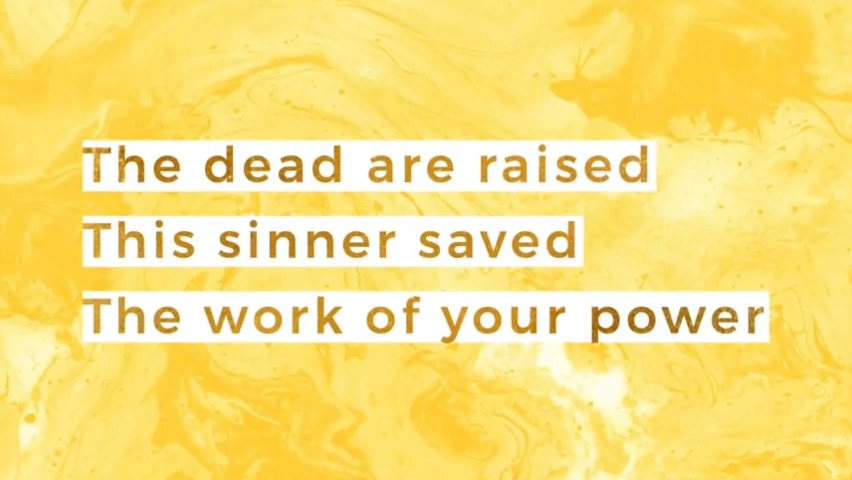 The dead are raised
This sinner saved
The work of your power